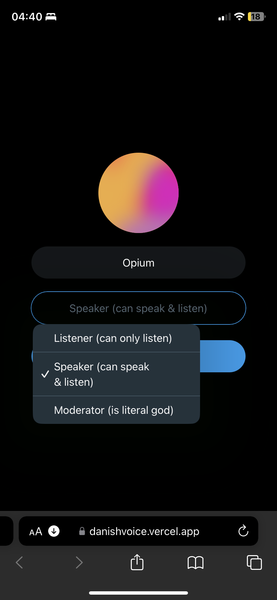 04:40
18
Opium
Speaker (can speak & listen)
Listener (can only listen)
Speaker (can speak
& listen)
Moderator (is literal god)
AA danishvoice.vercel.app